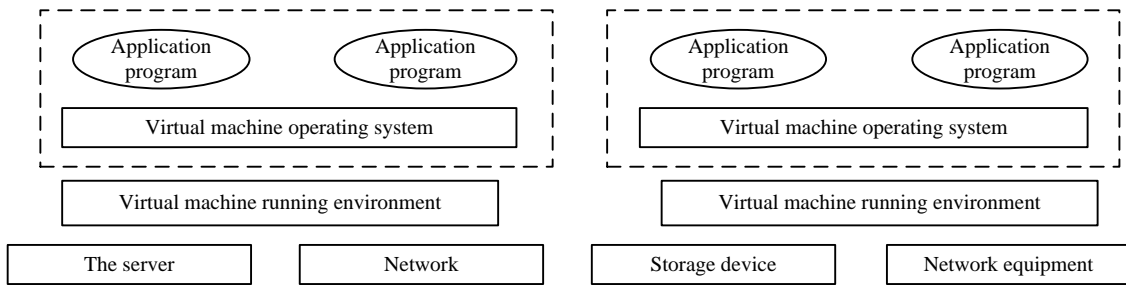 Application
program
Application
program
Virtual machine operating system
Virtual machine running environment
The server
Network
Application
program
Application
program
Virtual machine operating system
Virtual machine running environment
Storage device
Network equipment